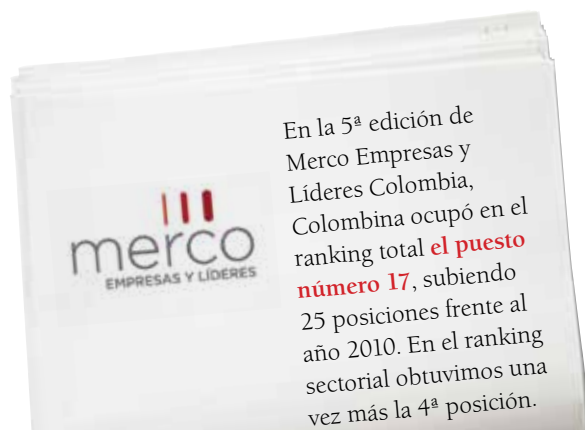 merco
EMPRESAS Y LÍDERES
En la 5ª edición de
Merco Empresas y
Líderes Colombia,
Colombina ocupó en el
ranking total el puesto
número 17, subiendo
25 posiciones frente al
año 2010. En el ranking
sectorial obtuvimos una
vez más la 4ª posición.